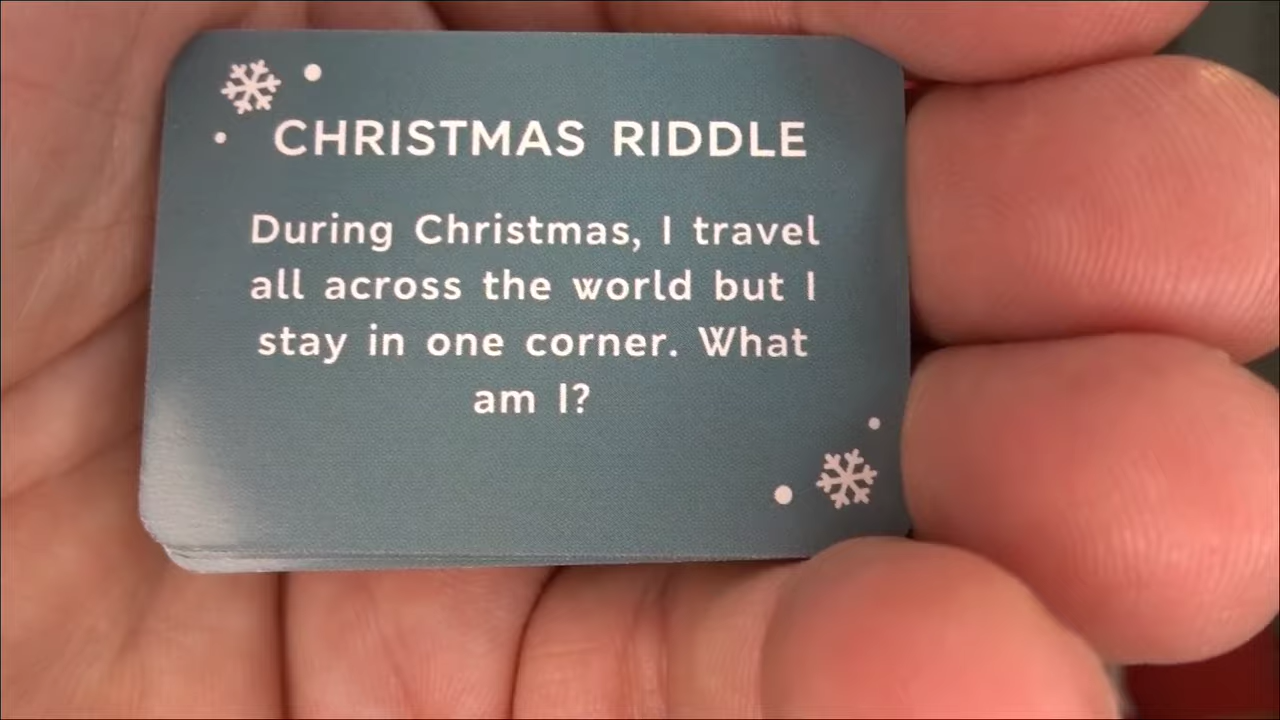 CHRISTMAS RIDDLE
During Christmas, I travel
all across the world but I
stay in one corner. What
am I?